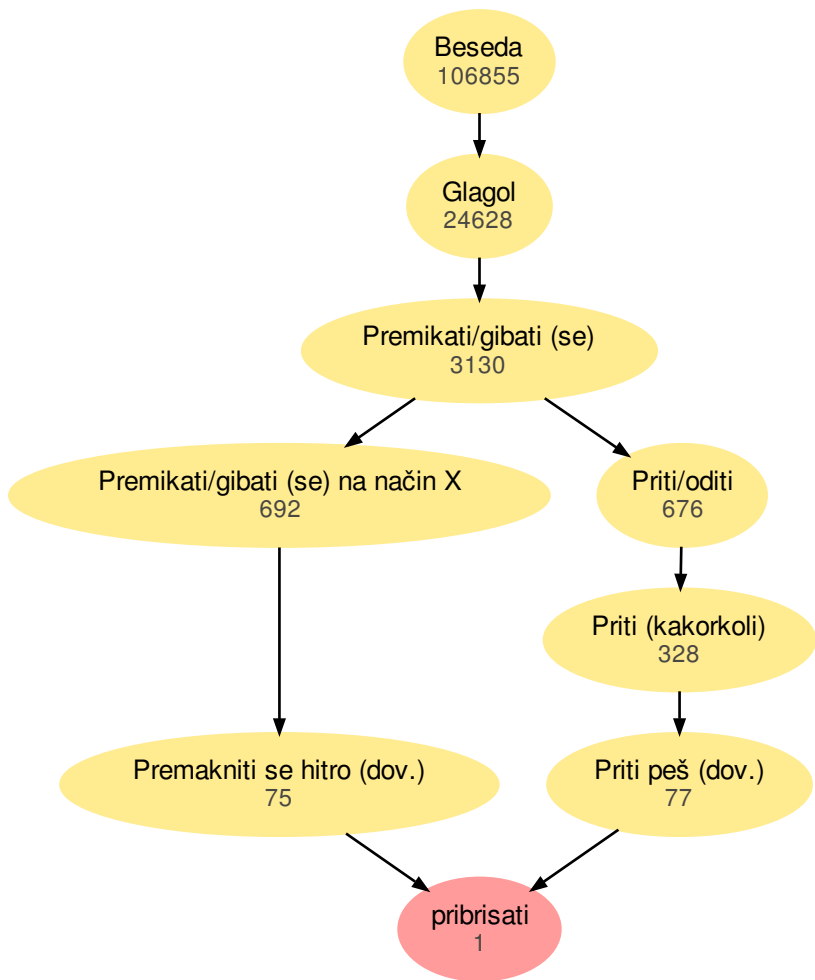 Beseda
106855
Glagol
24628
Premikati/gibati (se)
3130
Premikati/gibati (se) na način X
692
Priti/oditi
676
Priti (kakorkoli)
328
Premakniti se hitro (dov.)
75
Priti peš (dov.)
77
pribrisati
1